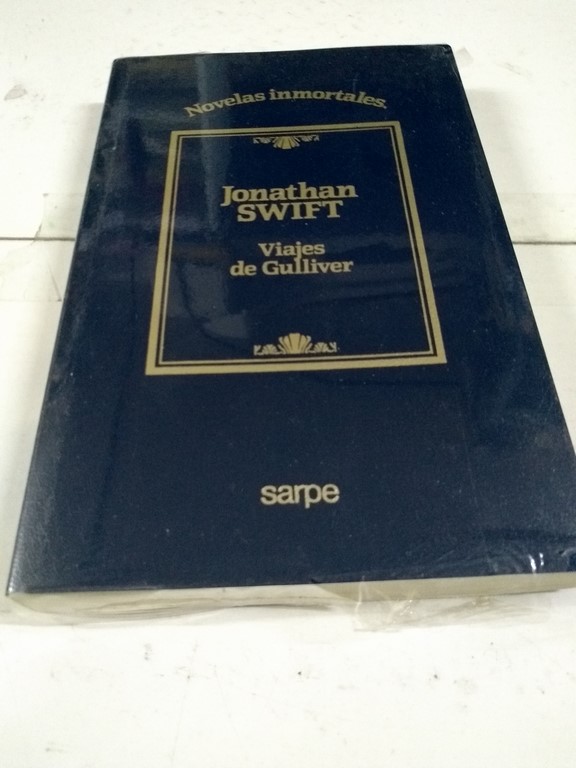 Novelas inmortales.
Jonathan
SWIFT
Viajes
de Gulliver
sarpe